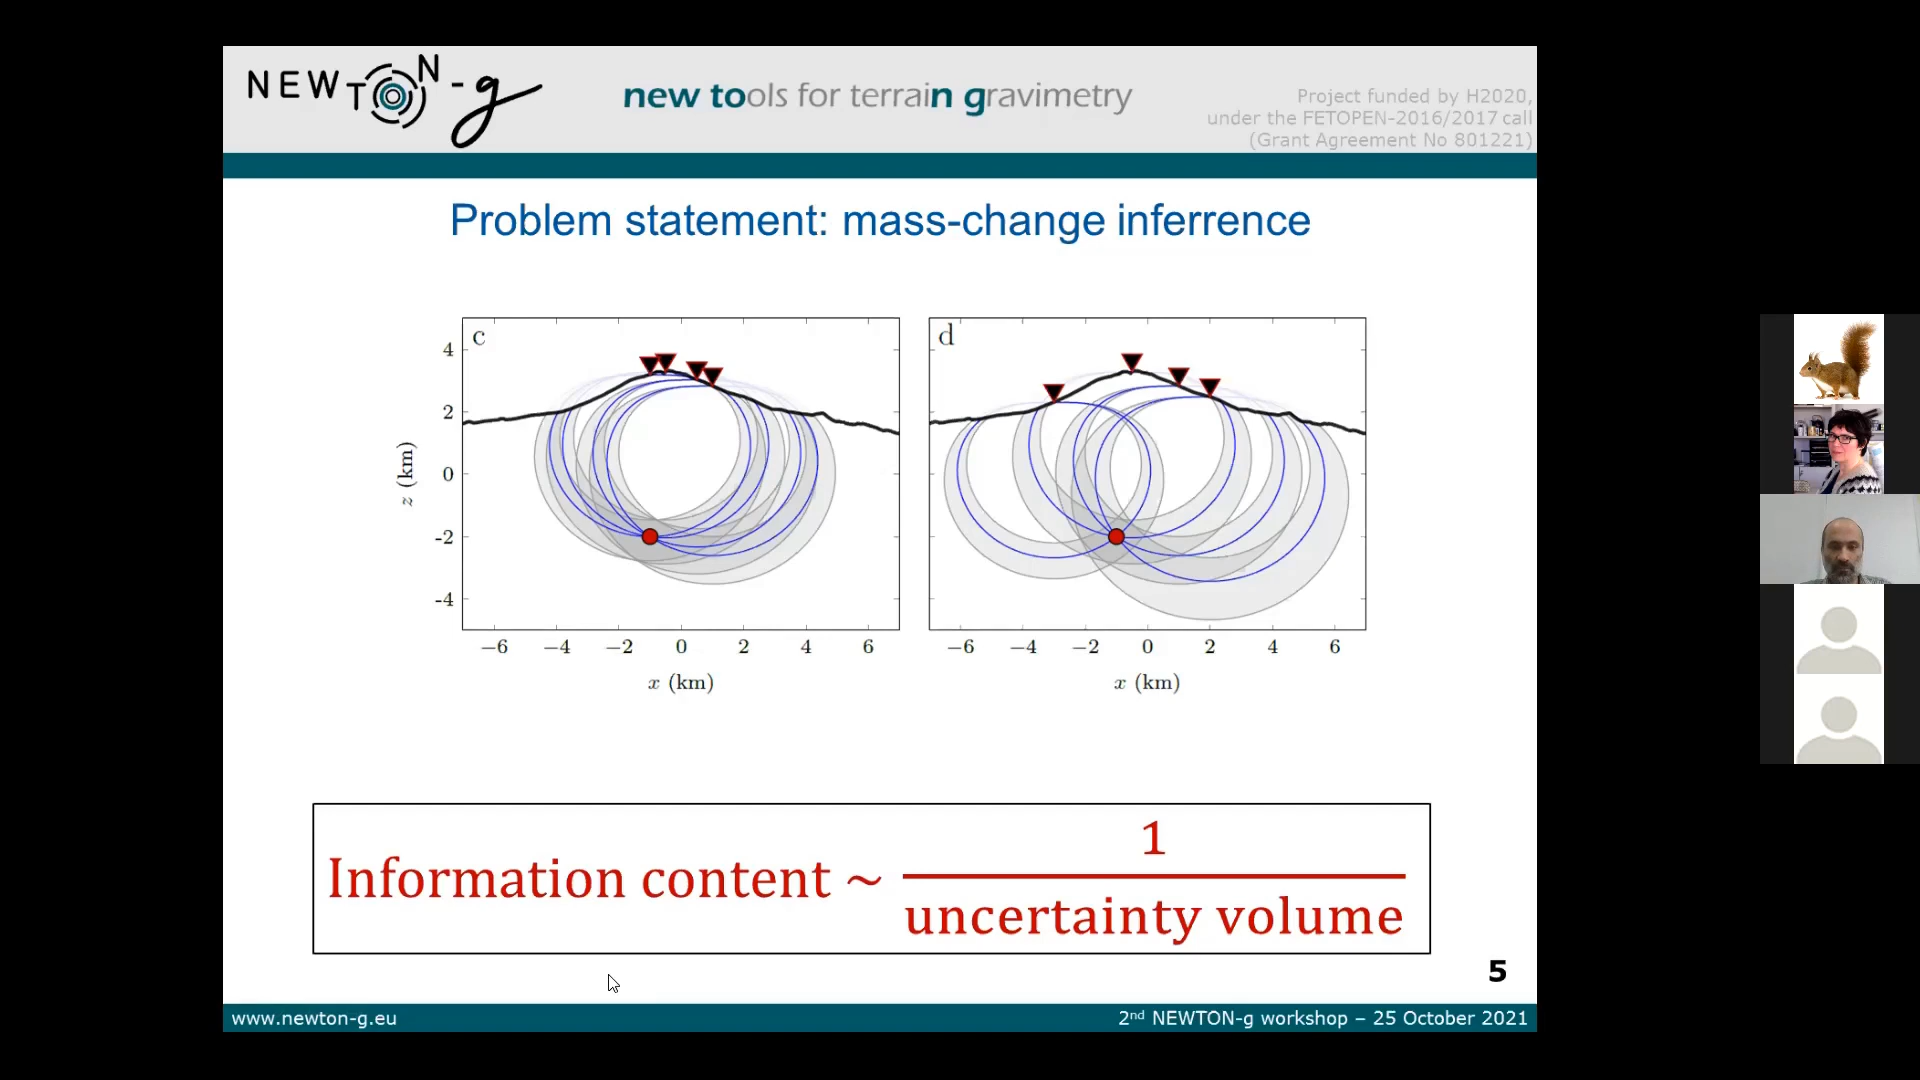 NEWTON-g
new tools for terrain gravimetry
Project funded by H2020,
under the FETOPEN-2016/2017 call
(Grant Agreement No 801221)
Problem statement: mass-change inferrence
c
d
4
2
0
-2
-4
z (km)
−6 −4 −2 0 2 4 6
−6 −4 −2 0 2 4 6
x (km)
x (km)
Information content ~ 1
uncertainty volume
5
www.newton-g.eu
2nd NEWTON-g workshop – 25 October 2021